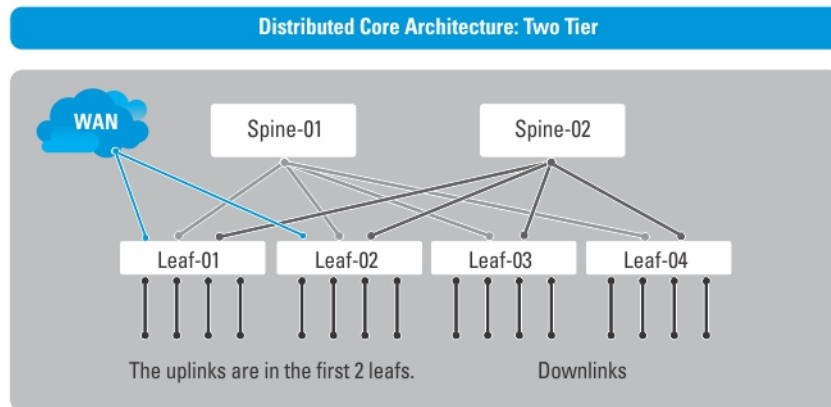 Distributed Core Architecture: Two Tier
WAN
Spine-01
Spine-02
Leaf-01
Leaf-02
Leaf-03
Leaf-04
The uplinks are in the first 2 leafs.
Downlinks